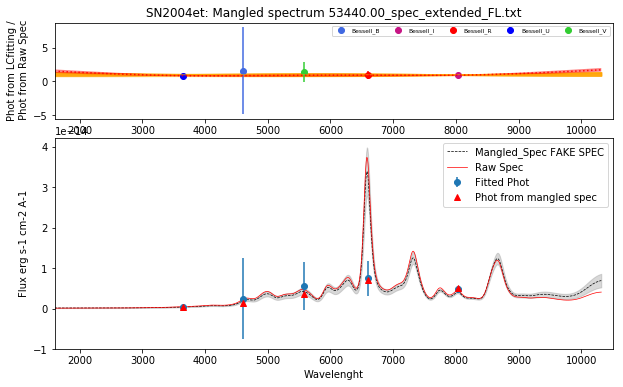 SN2004et: Mangled spectrum 53440.00_spec_extended_FL.txt
Phot from LCfitting /
Phot from Raw Spec
5
0
−5
Bessell_B
Bessell_I
Bessell_R
Bessell_U
Bessell_V
2000 3000 4000 5000 6000 7000 8000 9000 10000
1e−14
Flux erg s-1 cm-2 A-1
4
3
2
1
0
−1
Mangled_Spec FAKE SPEC
Raw Spec
Fitted Phot
Phot from mangled spec
2000 3000 4000 5000 6000 7000 8000 9000 10000
Wavelenght